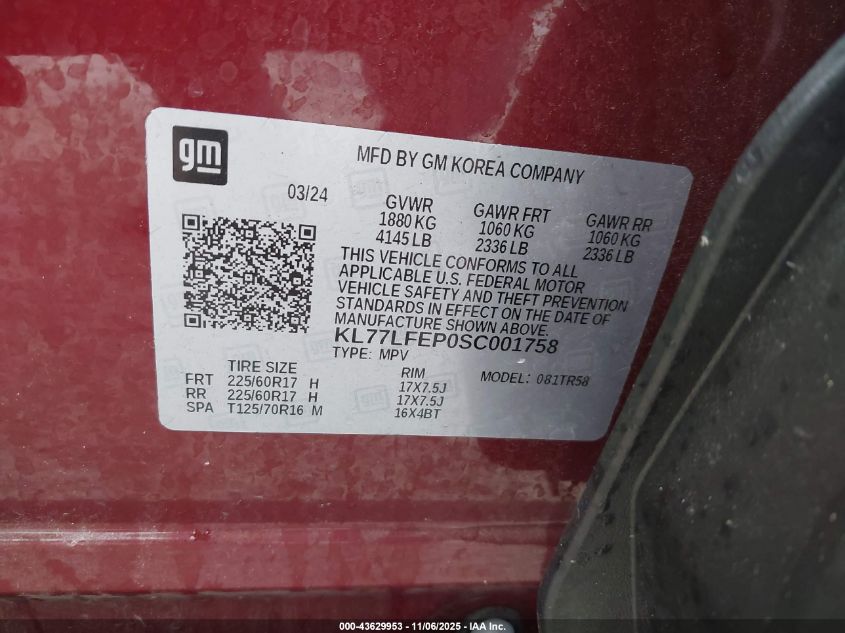 gm
MFD BY GM KOREA COMPANY
03/24
GVWR GAWR FRT GAWR RR
1880 KG 1060 KG 1060 KG
4145 LB 2336 LB 2336 LB
THIS VEHICLE CONFORMS TO ALL
APPLICABLE U.S. FEDERAL MOTOR
VEHICLE SAFETY AND THEFT PREVENTION
STANDARDS IN EFFECT ON THE DATE OF
MANUFACTURE SHOWN ABOVE.
KL77LFEP0SC001758
TYPE: MPV
TIRE SIZE RIM MODEL: 081TR58
FRT 225/60R17 H 17X7.5J
RR 225/60R17 H 17X7.5J
SPA T125/70R16 M 16X4BT
000-43629953 - 11/06/2025 - IAA Inc.